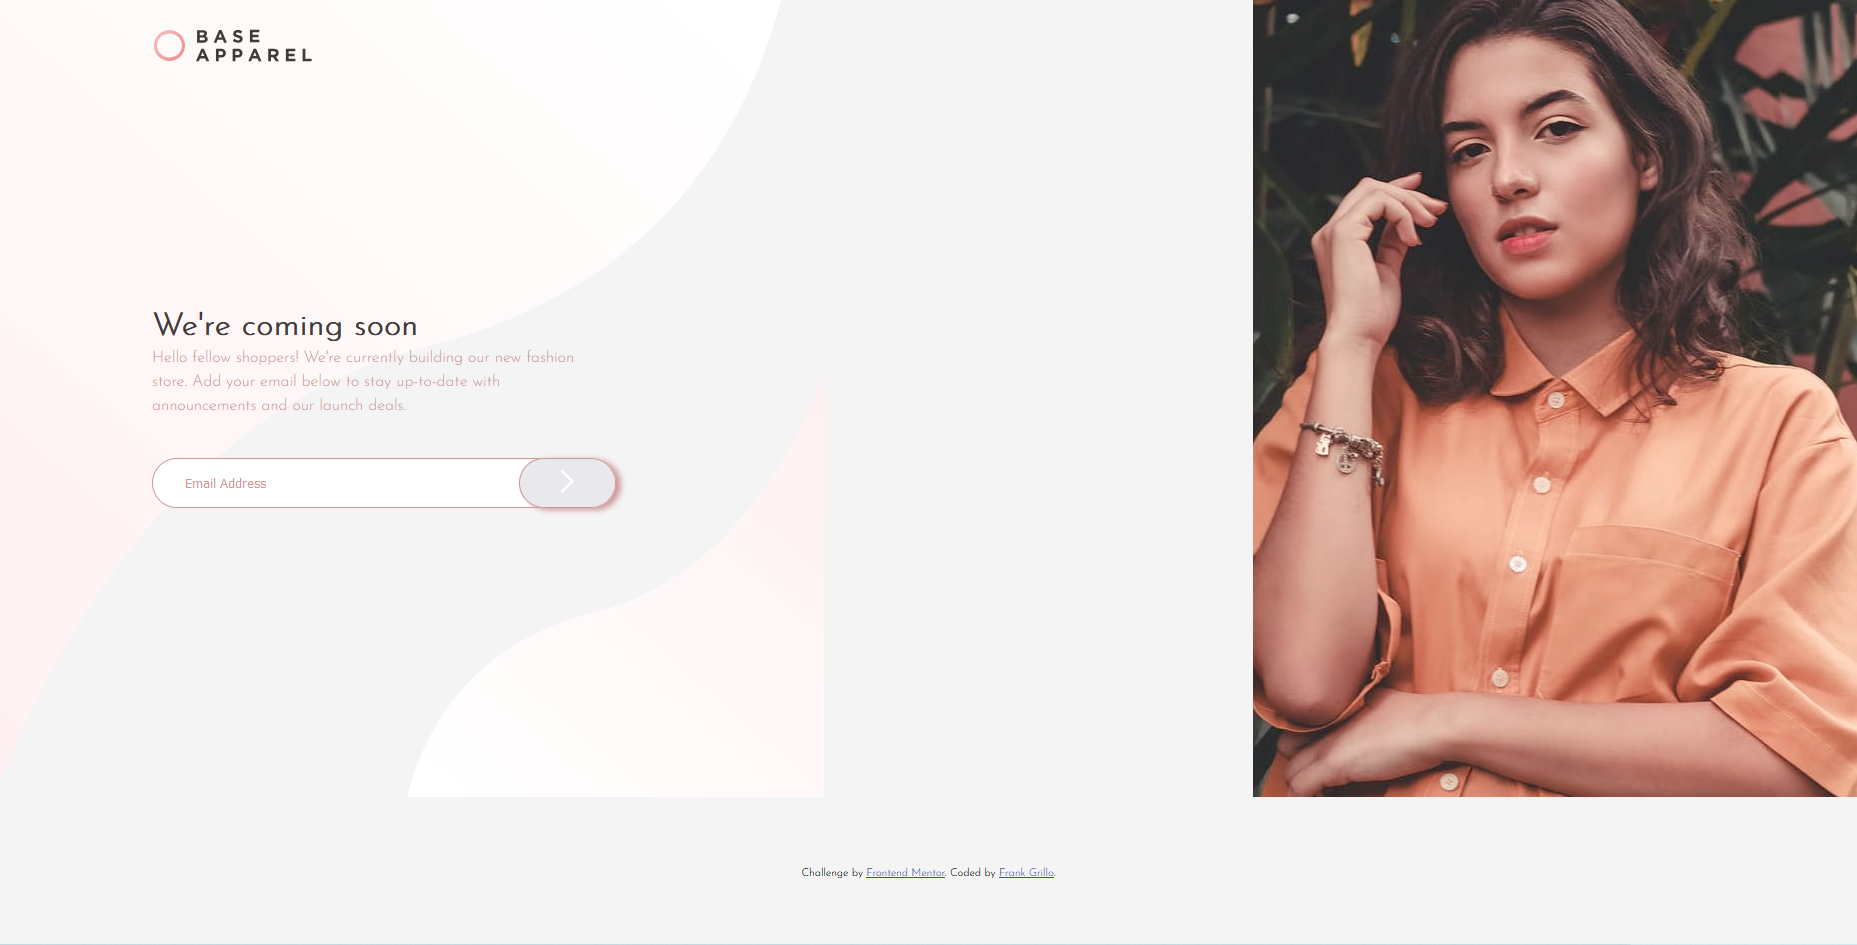 BASE
APPAREL
We're coming soon
Hello fellow shoppers! We're currently building our new fashion
store. Add your email below to stay up-to-date with
announcements and our launch deals.
Email Address
Challenge by Frontend Mentor. Coded by Frank Grillo.